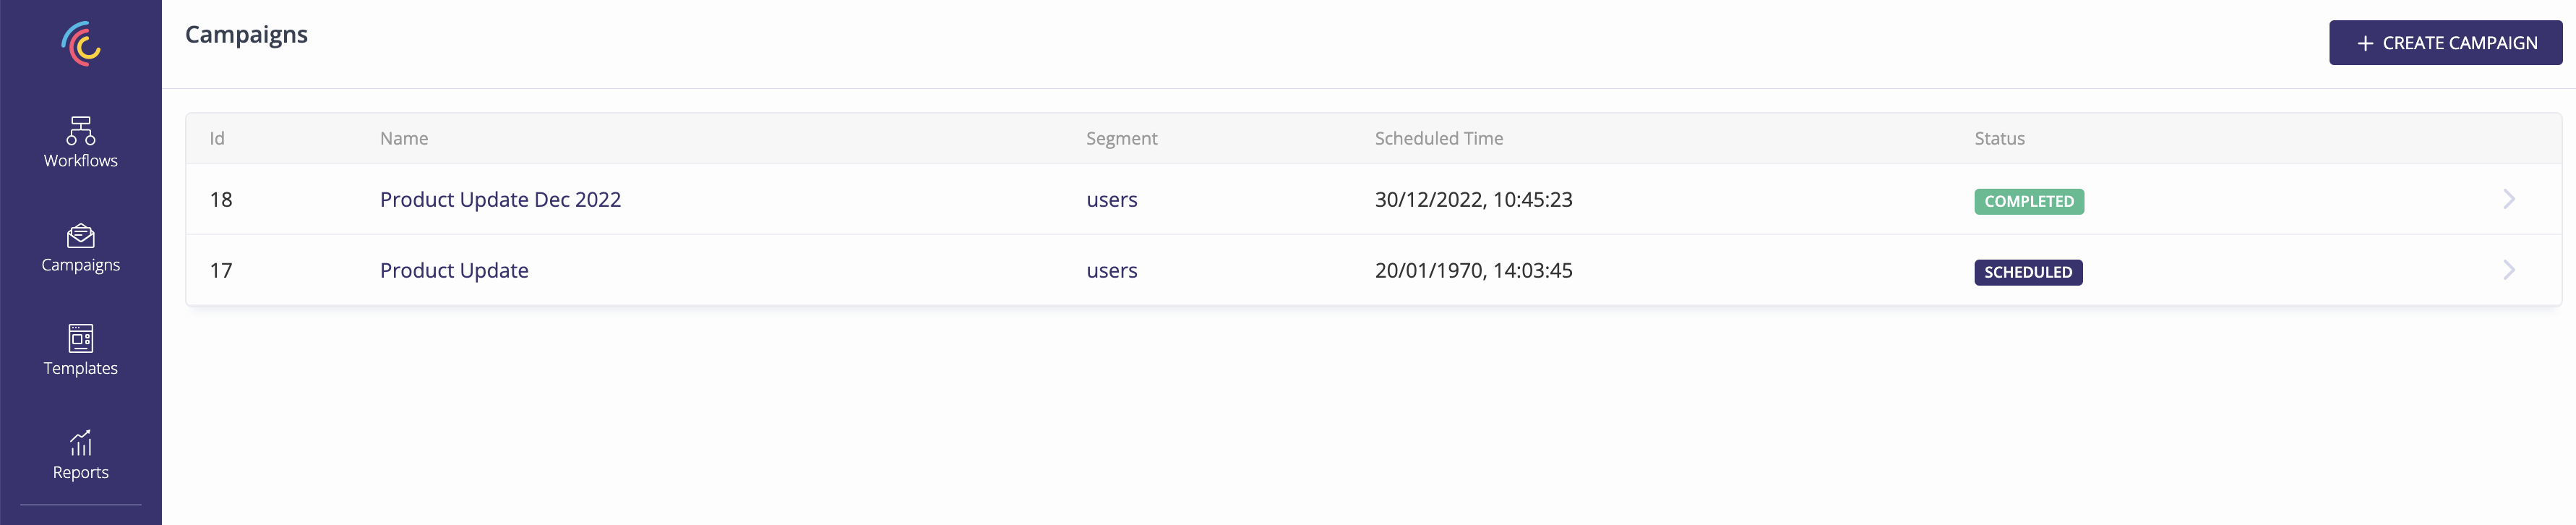 Campaigns
+ CREATE CAMPAIGN
Workflows
Campaigns
Templates
Reports
Id Name Segment Scheduled Time Status
18 Product Update Dec 2022 users 30/12/2022, 10:45:23 COMPLETED
17 Product Update users 20/01/1970, 14:03:45 SCHEDULED